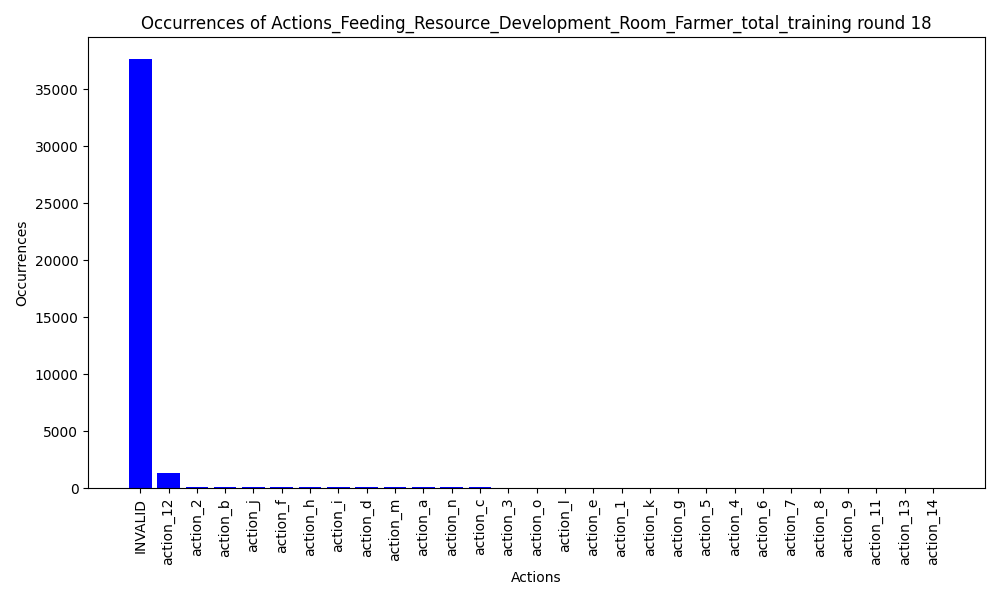 Occurrences of Actions_Feeding_Resource_Development_Room_Farmer_total_training round 18
Occurrences
35000
30000
25000
20000
15000
10000
5000
0
INVALID
action_12
action_2
action_b
action_j
action_f
action_h
action_i
action_d
action_m
action_a
action_n
action_c
action_3
action_o
action_l
action_e
action_1
action_k
action_g
action_5
action_4
action_6
action_7
action_8
action_9
action_11
action_13
action_14
Actions